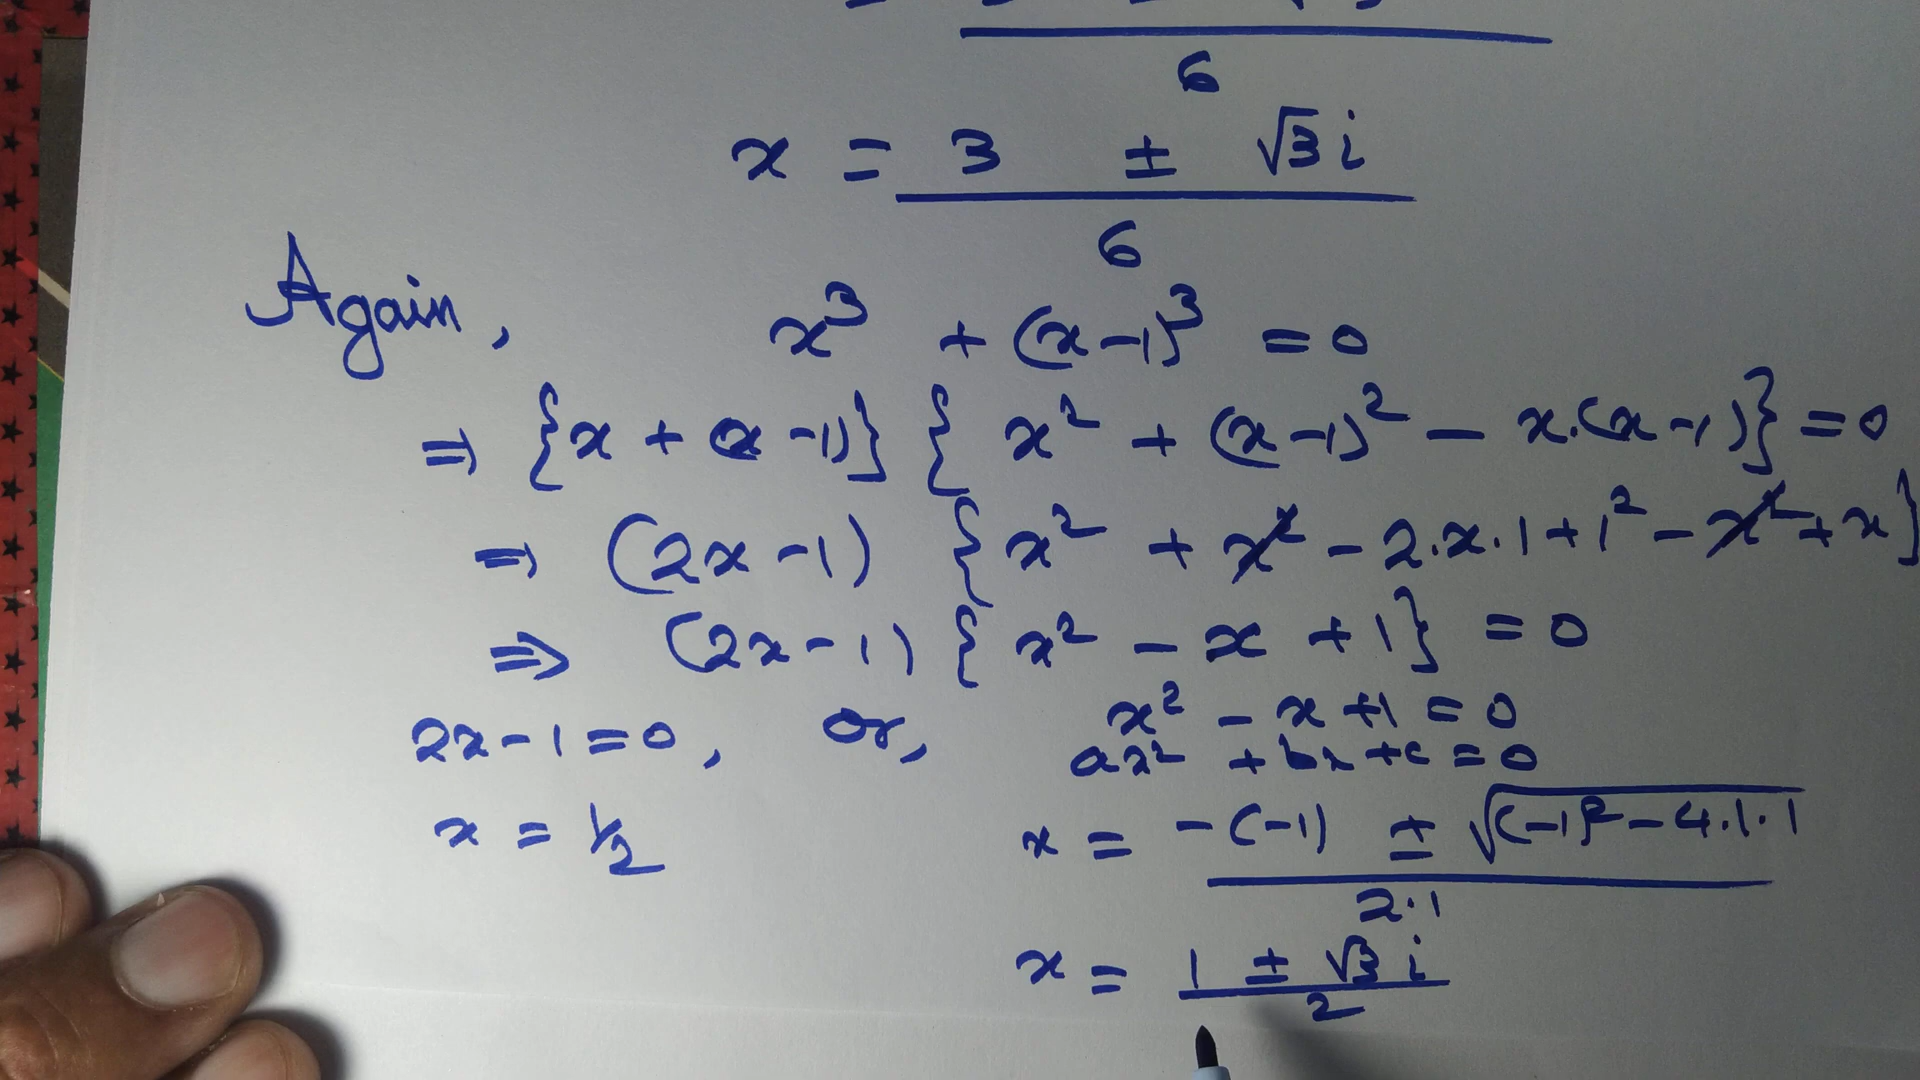 6
x = 3 ± √3 i
6
Again, x³ + (x-1)³ = 0
⇒ {x + (x-1)} { x² + (x-1)² - x.(x-1)} = 0
⇒ (2x-1) { x² + x² - 2.x.1 + 1² - x² + x}
⇒ (2x-1) { x² - x + 1} = 0
2x-1=0, or, x² - x + 1 = 0
ax² + bx + c = 0
x = 1/2 x = -(-1) ± √(-1)² - 4.1.1
2.1
x = 1 ± √3 i
2